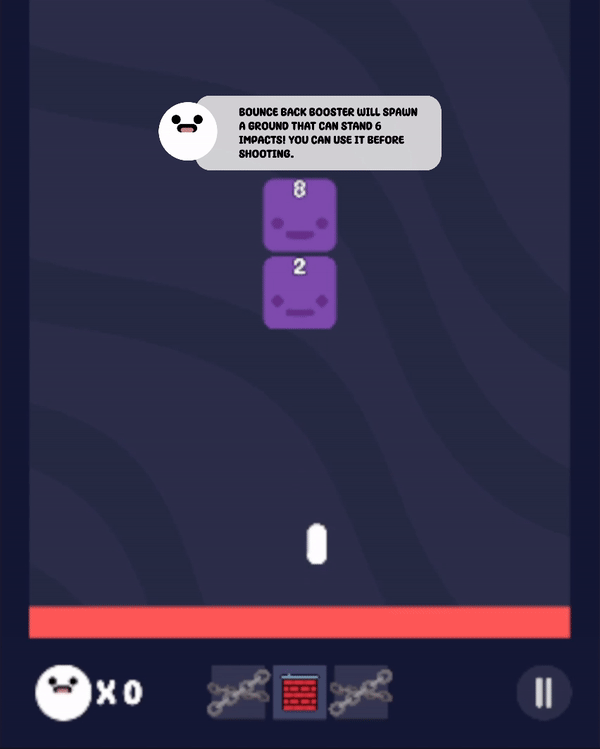 BOUNCE BACK BOOSTER WILL SPAWN
A GROUND THAT CAN STAND 6
IMPACTS! YOU CAN USE IT BEFORE
SHOOTING.
8
2
X 0